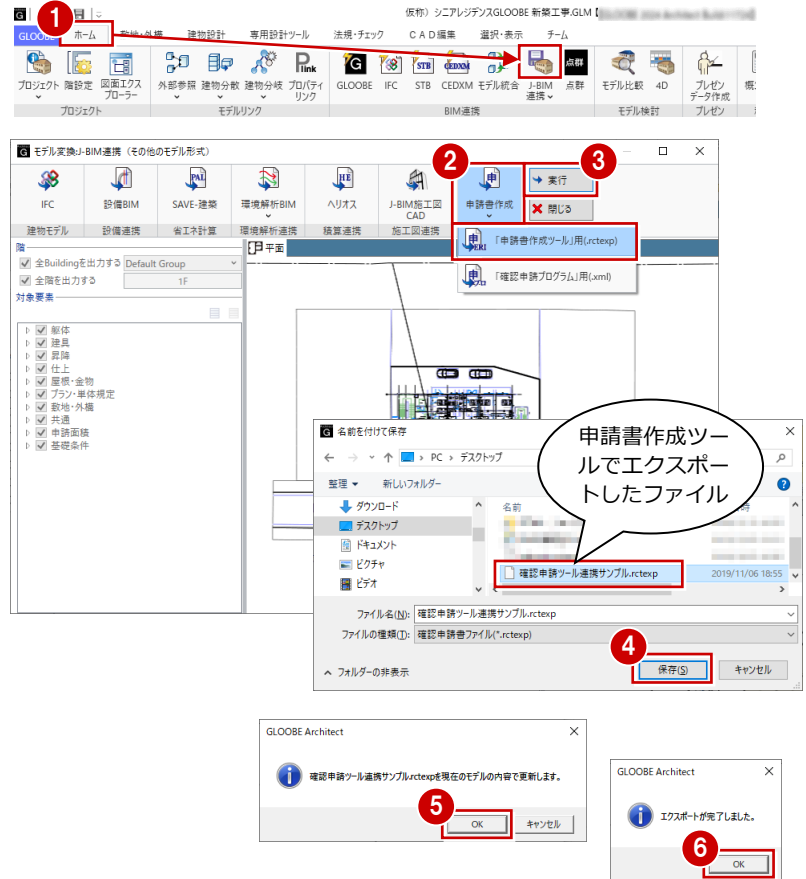 仮称）シニアレジデンスGLOOBE 新築工事.GLM
1
GLOOBE ホーム 敷地・外構 建物設計 専用設計ツール 法規・チェック ＣＡＤ編集 選択・表示 チーム
プロジェクト 階設定 図面エクスプローラー 外部参照 建物分散 建物分岐 プロパティリンク GLOOBE IFC STB CEDXM モデル統合 J-BIM連携 点群 モデル比較 4D プレゼンデータ作成
プロジェクト モデルリンク BIM連携 モデル検討 プレゼン
モデル変換:J-BIM連携（その他のモデル形式）
2
3
IFC 設備BIM SAVE-建築 環境解析BIM ヘリオス J-BIM施工図CAD 申請書作成
実行
閉じる
建物モデル 設備連携 省エネ計算 環境解析連携 積算連携 施工図連携
「申請書作成ツール」用(.rctexp)
「確認申請プログラム」用(.xml)
階
全Buildingを出力する Default Group
全階を出力する 1F
対象要素
平面
躯体
建具
昇降
仕上
屋根・金物
プラン・単体規定
敷地・外構
共通
申請面積
基礎条件
名前を付けて保存
PC デスクトップ
整理 新しいフォルダー
ダウンロード
デスクトップ
ドキュメント
ピクチャ
ビデオ
名前
確認申請ツール連携サンプル.rctexp 2019/11/06 18:55
申請書作成ツー
ルでエクスポー
トしたファイル
ファイル名(N): 確認申請ツール連携サンプル.rctexp
ファイルの種類(T): 確認申請書ファイル(*.rctexp)
4
フォルダーの非表示
保存(S) キャンセル
GLOOBE Architect
確認申請ツール連携サンプル.rctexpを現在のモデルの内容で更新します。
5
OK キャンセル
GLOOBE Architect
エクスポートが完了しました。
6
OK